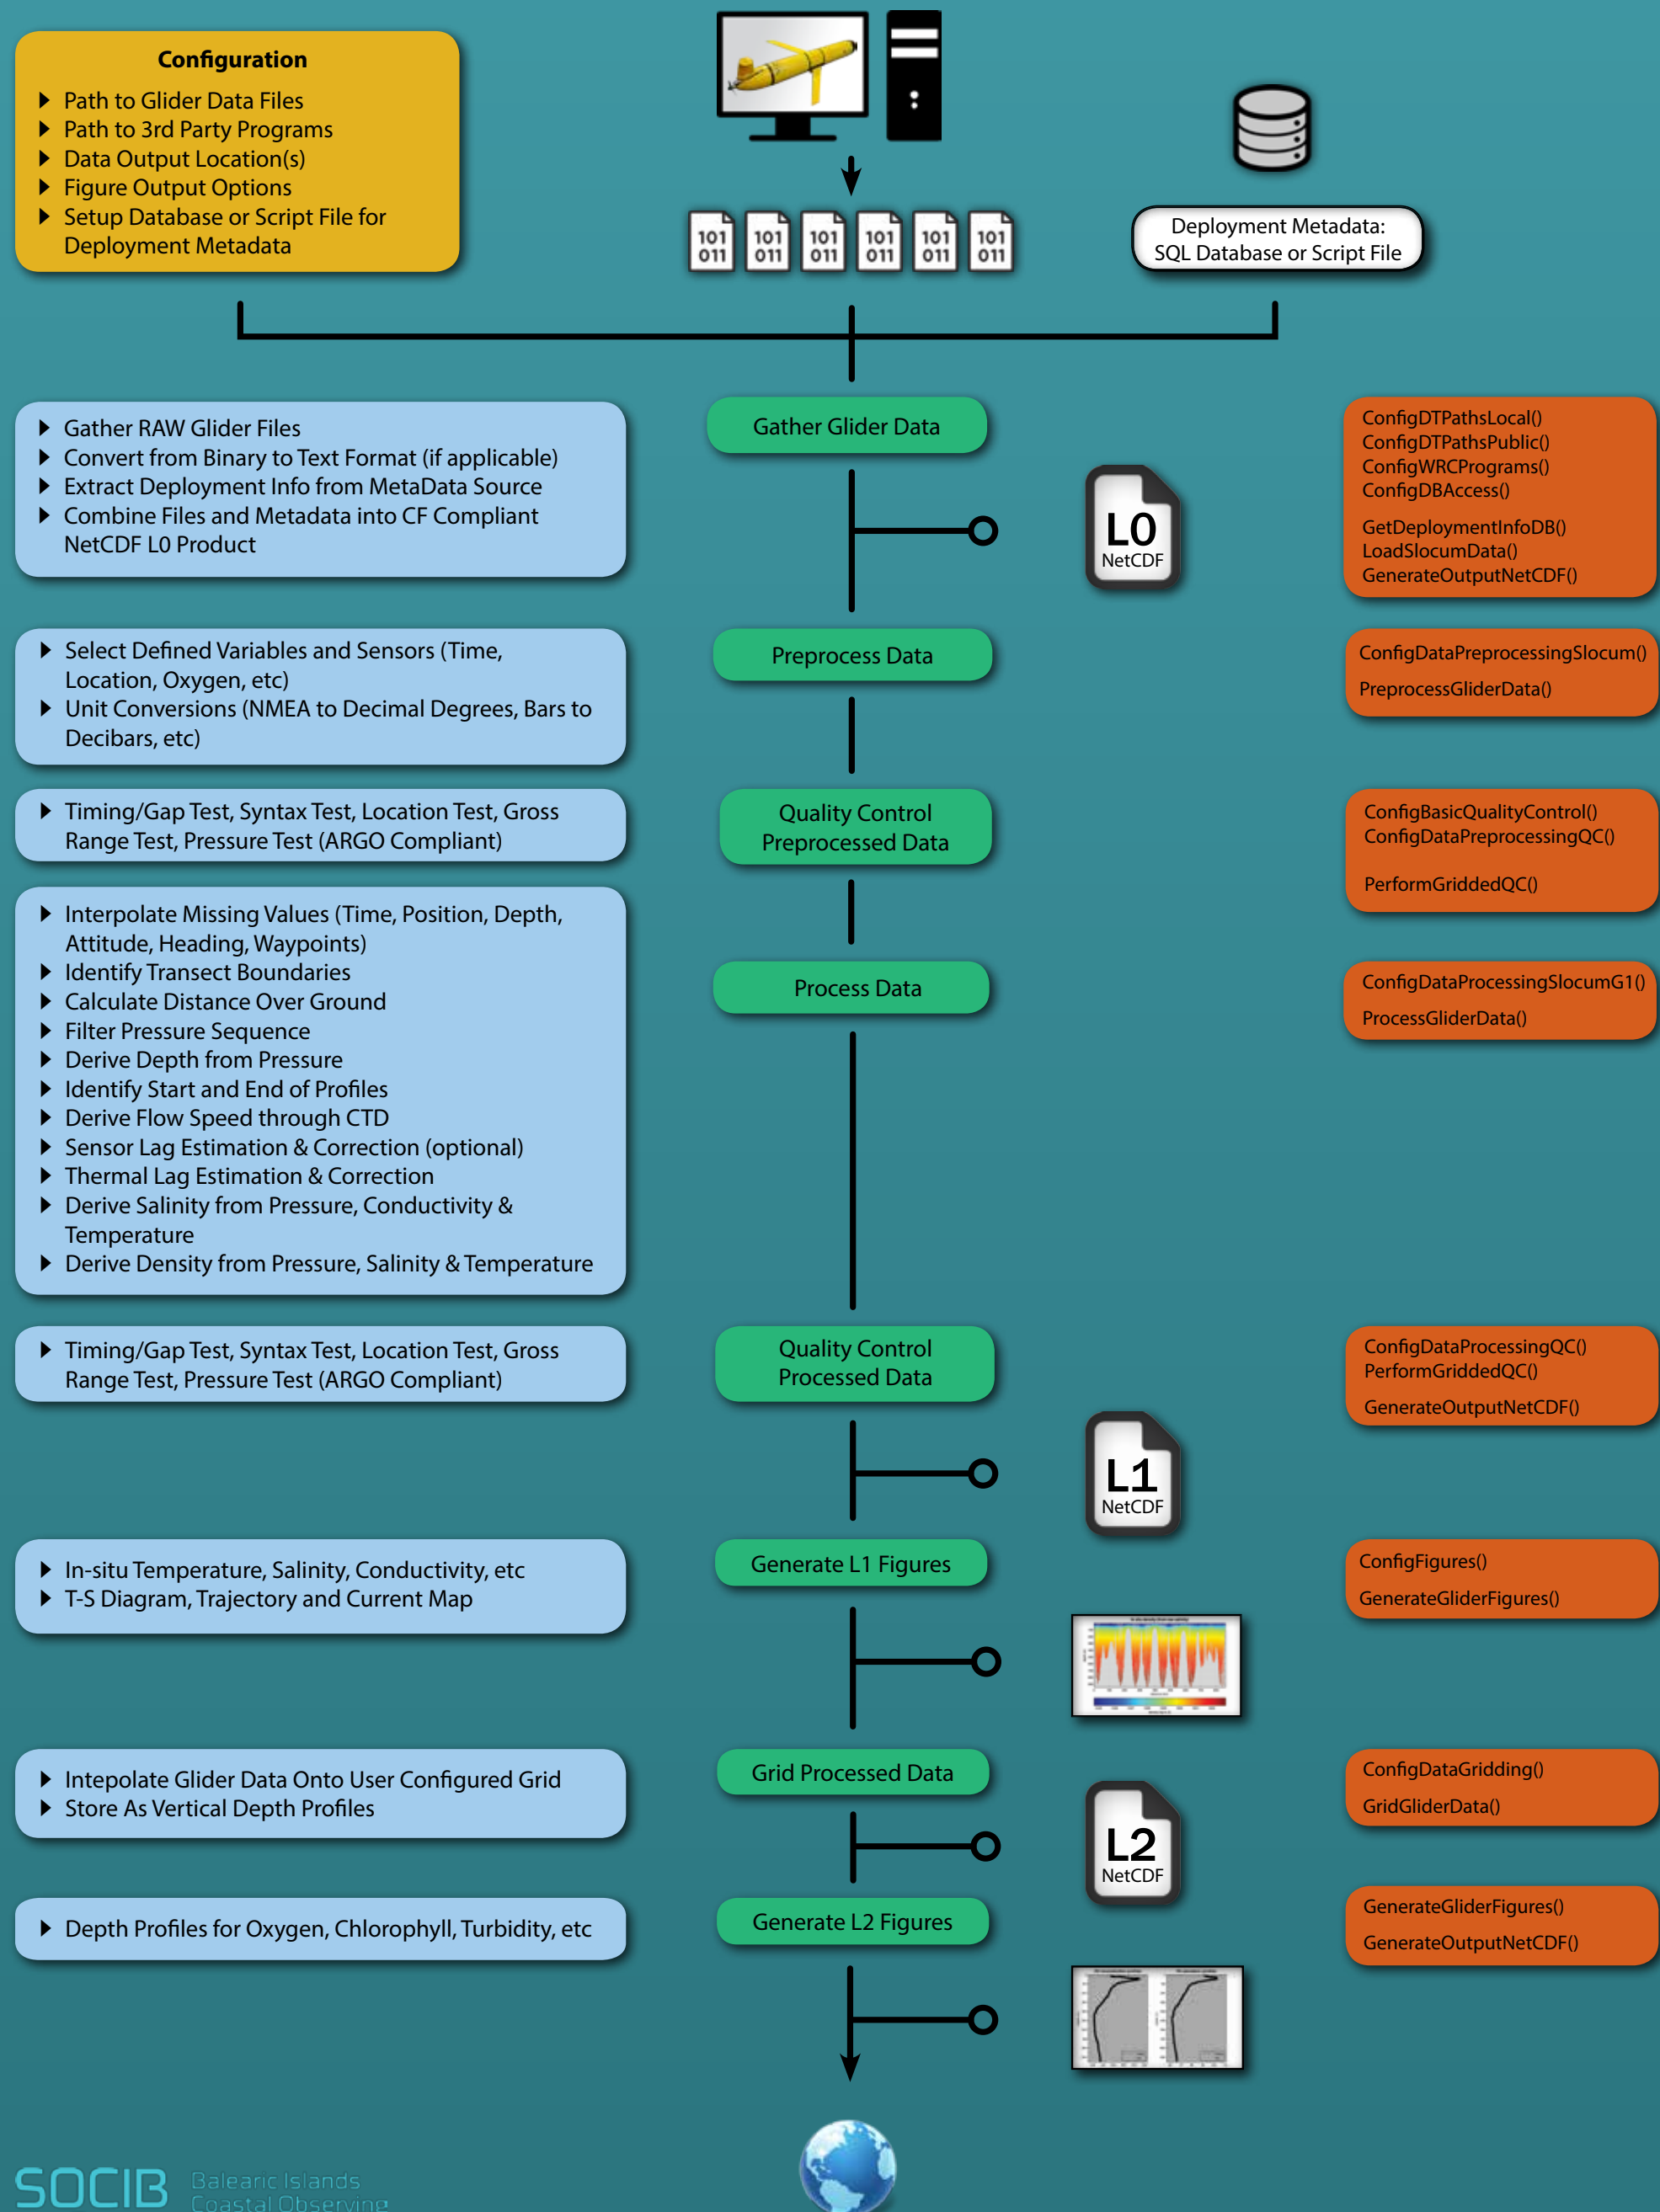 Configuration
Path to Glider Data Files
Path to 3rd Party Programs
Data Output Location(s)
Figure Output Options
Setup Database or Script File for
Deployment Metadata
101 101 101 101 101 101
011 011 011 011 011 011
Deployment Metadata:
SQL Database or Script File
Gather RAW Glider Files
Convert from Binary to Text Format (if applicable)
Extract Deployment Info from MetaData Source
Combine Files and Metadata into CF Compliant
NetCDF L0 Product
Gather Glider Data
L0
NetCDF
ConfigDTPathsLocal()
ConfigDTPathsPublic()
ConfigWRCPrograms()
ConfigDBAccess()
GetDeploymentInfoDB()
LoadSlocumData()
GenerateOutputNetCDF()
Select Defined Variables and Sensors (Time,
Location, Oxygen, etc)
Unit Conversions (NMEA to Decimal Degrees, Bars to
Decibars, etc)
Preprocess Data
ConfigDataPreprocessingSlocum()
PreprocessGliderData()
Timing/Gap Test, Syntax Test, Location Test, Gross
Range Test, Pressure Test (ARGO Compliant)
Quality Control
Preprocessed Data
ConfigBasicQualityControl()
ConfigDataPreprocessingQC()
PerformGriddedQC()
Interpolate Missing Values (Time, Position, Depth,
Attitude, Heading, Waypoints)
Identify Transect Boundaries
Calculate Distance Over Ground
Filter Pressure Sequence
Derive Depth from Pressure
Identify Start and End of Profiles
Derive Flow Speed through CTD
Sensor Lag Estimation & Correction (optional)
Thermal Lag Estimation & Correction
Derive Salinity from Pressure, Conductivity &
Temperature
Derive Density from Pressure, Salinity & Temperature
Process Data
ConfigDataProcessingSlocumG1()
ProcessGliderData()
Timing/Gap Test, Syntax Test, Location Test, Gross
Range Test, Pressure Test (ARGO Compliant)
Quality Control
Processed Data
ConfigDataProcessingQC()
PerformGriddedQC()
GenerateOutputNetCDF()
L1
NetCDF
In-situ Temperature, Salinity, Conductivity, etc
T-S Diagram, Trajectory and Current Map
Generate L1 Figures
ConfigFigures()
GenerateGliderFigures()
Intepolate Glider Data Onto User Configured Grid
Store As Vertical Depth Profiles
Grid Processed Data
L2
NetCDF
ConfigDataGridding()
GridGliderData()
Depth Profiles for Oxygen, Chlorophyll, Turbidity, etc
Generate L2 Figures
GenerateGliderFigures()
GenerateOutputNetCDF()
SOCIB
Balearic Islands
Coastal Observing